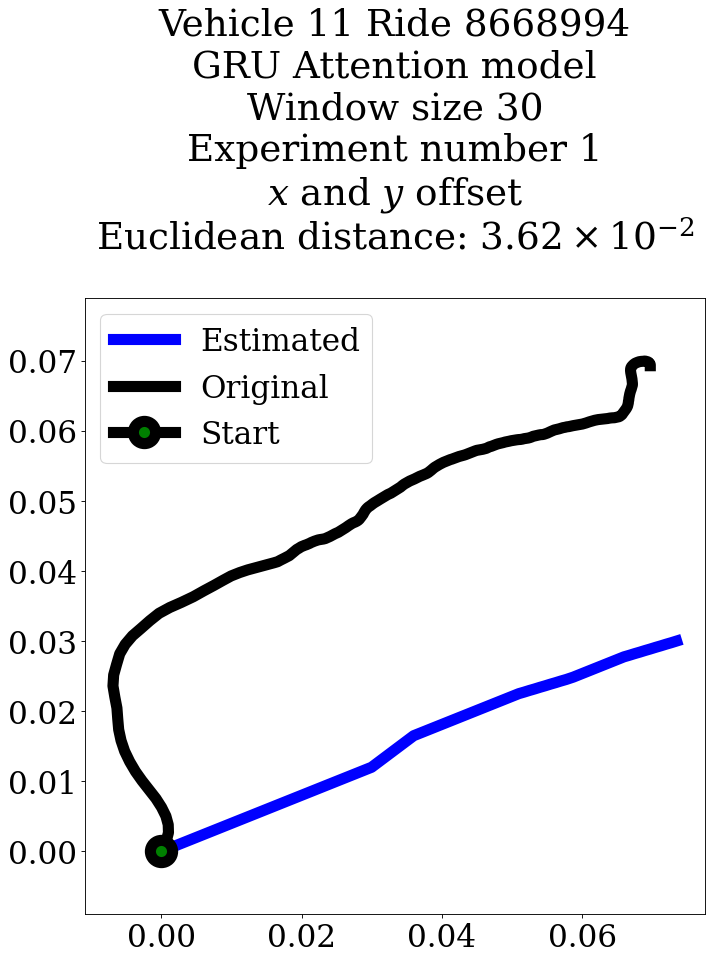 Vehicle 11 Ride 8668994
GRU Attention model
Window size 30
Experiment number 1
x and y offset
Euclidean distance: 3.62 × 10⁻²
Estimated
Original
Start
0.07
0.06
0.05
0.04
0.03
0.02
0.01
0.00
0.00 0.02 0.04 0.06